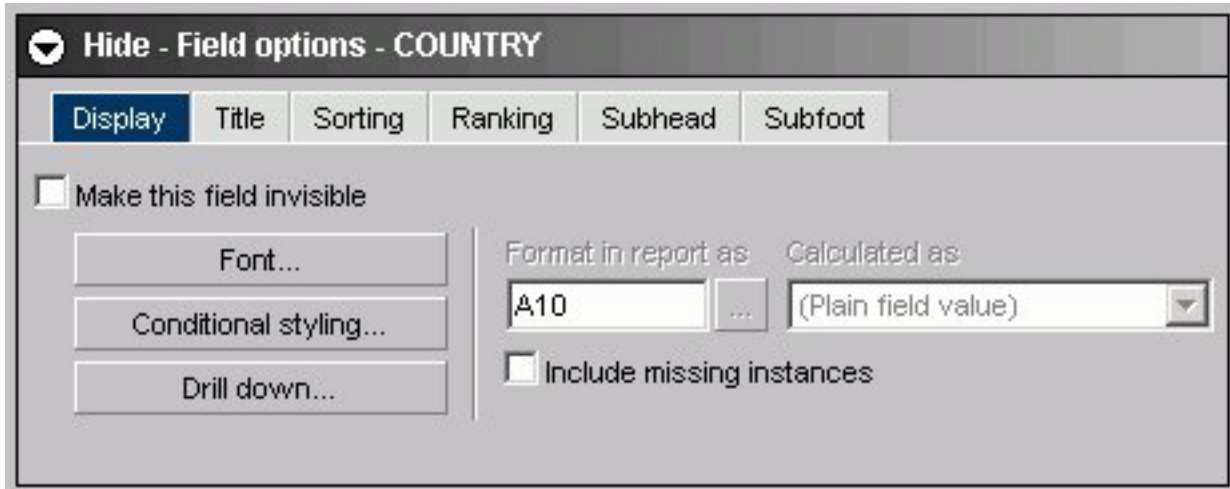 Hide - Field options - COUNTRY
Display Title Sorting Ranking Subhead Subfoot
Make this field invisible
Font...
Conditional styling...
Drill down...
Format in report as Calculated as
A10 ... (Plain field value)
Include missing instances